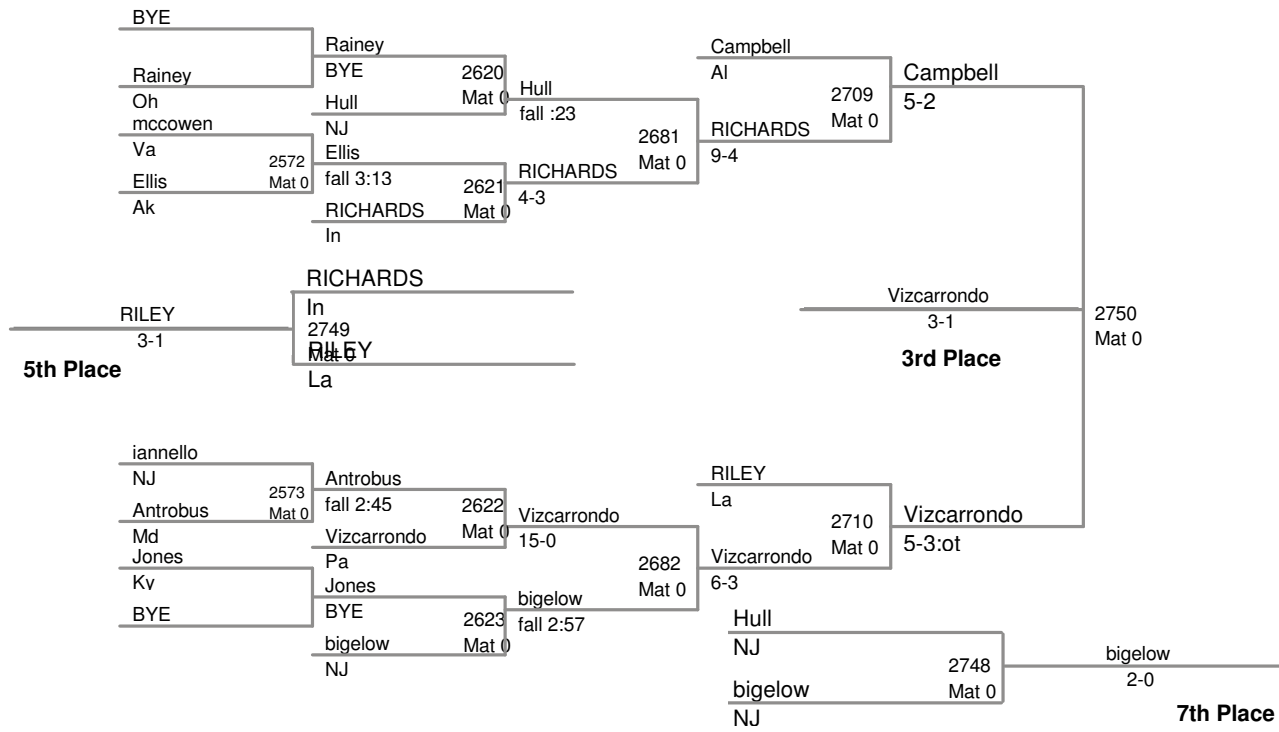 BYE
Rainey
BYE
Rainey
Oh
2620
Mat 0
Hull
NJ
Hull
fall :23
mccowen
Va
2572
Mat 0
Ellis
Ak
Ellis
fall 3:13
2621
Mat 0
RICHARDS
In
RICHARDS
4-3
2681
Mat 0
Campbell
Al
RICHARDS
9-4
2709
Mat 0
Campbell
5-2
RICHARDS
In
2749
Mat 0
RILEY
La
RILEY
3-1
5th Place
Vizcarrondo
3-1
3rd Place
2750
Mat 0
iannello
NJ
2573
Mat 0
Antrobus
Md
Antrobus
fall 2:45
2622
Mat 0
Vizcarrondo
Pa
Vizcarrondo
15-0
Jones
Ky
BYE
Jones
BYE
2623
Mat 0
bigelow
NJ
bigelow
fall 2:57
2682
Mat 0
RILEY
La
Vizcarrondo
6-3
2710
Mat 0
Vizcarrondo
5-3:ot
Hull
NJ
2748
Mat 0
bigelow
NJ
bigelow
2-0
7th Place